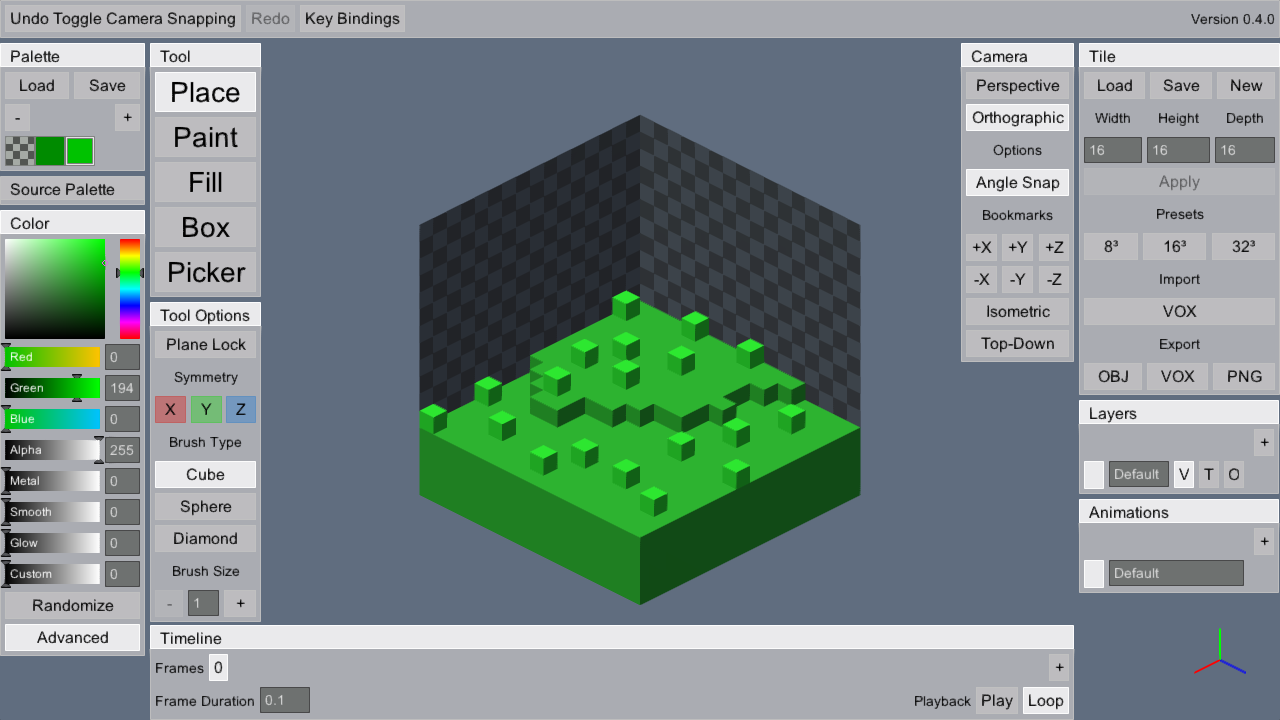 Undo Toggle Camera Snapping Redo Key Bindings Version 0.4.0
Palette
Load Save
- +
Source Palette
Color
Red 0
Green 194
Blue 0
Alpha 255
Metal 0
Smooth 0
Glow 0
Custom 0
Randomize
Advanced
Tool
Place
Paint
Fill
Box
Picker
Tool Options
Plane Lock
Symmetry
X Y Z
Brush Type
Cube
Sphere
Diamond
Brush Size
- 1 +
Camera
Perspective
Orthographic
Options
Angle Snap
Bookmarks
+X +Y +Z
-X -Y -Z
Isometric
Top-Down
Tile
Load Save New
Width Height Depth
16 16 16
Apply
Presets
8³ 16³ 32³
Import
VOX
Export
OBJ VOX PNG
Layers
+
Default V T O
Animations
+
Default
Timeline
Frames 0 +
Frame Duration 0.1 Playback Play Loop